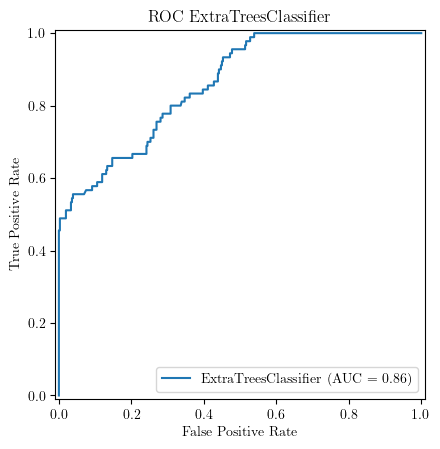 ROC ExtraTreesClassifier
1.0
0.8
0.6
0.4
0.2
0.0
True Positive Rate
ExtraTreesClassifier (AUC = 0.86)
0.0 0.2 0.4 0.6 0.8 1.0
False Positive Rate